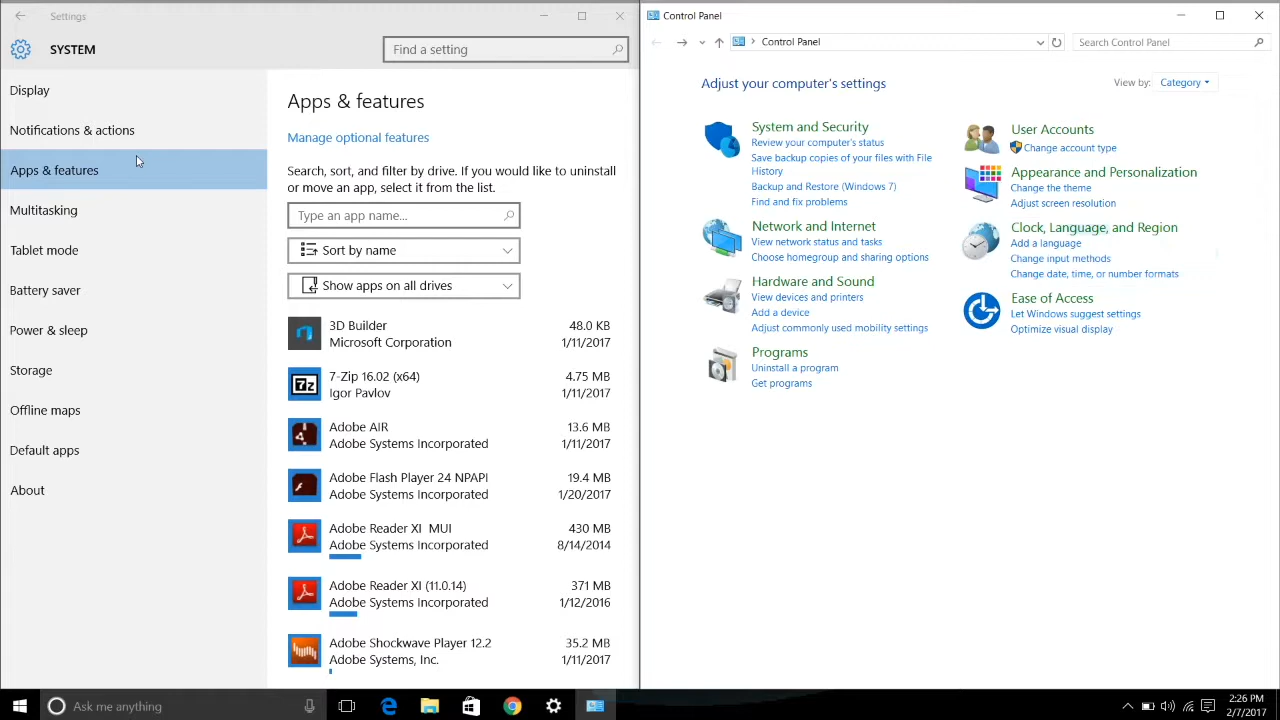 Settings
SYSTEM
Find a setting
Display
Notifications & actions
Apps & features
Multitasking
Tablet mode
Battery saver
Power & sleep
Storage
Offline maps
Default apps
About
Apps & features
Manage optional features
Search, sort, and filter by drive. If you would like to uninstall
or move an app, select it from the list.
Type an app name...
Sort by name
Show apps on all drives
3D Builder 48.0 KB
Microsoft Corporation 1/11/2017
7z
7-Zip 16.02 (x64) 4.75 MB
Igor Pavlov 1/11/2017
Adobe AIR 13.6 MB
Adobe Systems Incorporated 1/11/2017
Adobe Flash Player 24 NPAPI 19.4 MB
Adobe Systems Incorporated 1/20/2017
Adobe Reader XI MUI 430 MB
Adobe Systems Incorporated 8/14/2014
Adobe Reader XI (11.0.14) 371 MB
Adobe Systems Incorporated 1/12/2016
Adobe Shockwave Player 12.2 35.2 MB
Adobe Systems, Inc. 1/11/2017
Control Panel
Control Panel
Search Control Panel
Adjust your computer's settings
View by: Category
System and Security
Review your computer's status
Save backup copies of your files with File
History
Backup and Restore (Windows 7)
Find and fix problems
Network and Internet
View network status and tasks
Choose homegroup and sharing options
Hardware and Sound
View devices and printers
Add a device
Adjust commonly used mobility settings
Programs
Uninstall a program
Get programs
User Accounts
Change account type
Appearance and Personalization
Change the theme
Adjust screen resolution
Clock, Language, and Region
Add a language
Change input methods
Change date, time, or number formats
Ease of Access
Let Windows suggest settings
Optimize visual display
Ask me anything
2:26 PM
2/7/2017